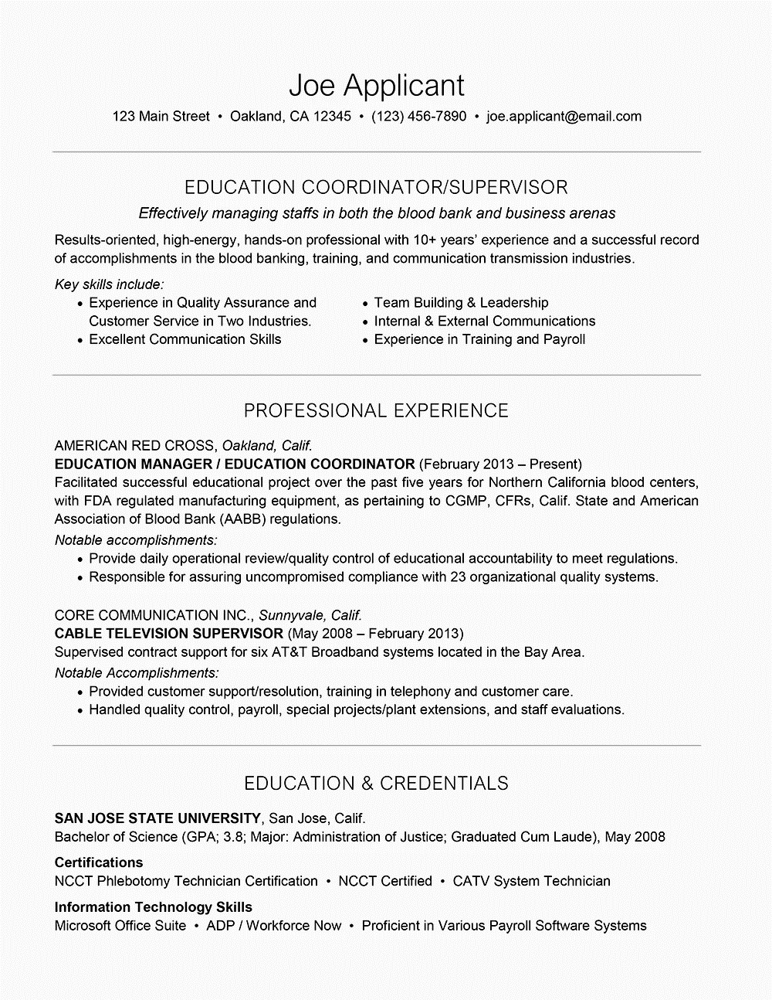 Joe Applicant
123 Main Street • Oakland, CA 12345 • (123) 456-7890 • joe.applicant@email.com
EDUCATION COORDINATOR/SUPERVISOR
Effectively managing staffs in both the blood bank and business arenas
Results-oriented, high-energy, hands-on professional with 10+ years’ experience and a successful record
of accomplishments in the blood banking, training, and communication transmission industries.
Key skills include:
• Experience in Quality Assurance and
Customer Service in Two Industries.
• Excellent Communication Skills
• Team Building & Leadership
• Internal & External Communications
• Experience in Training and Payroll
PROFESSIONAL EXPERIENCE
AMERICAN RED CROSS, Oakland, Calif.
EDUCATION MANAGER / EDUCATION COORDINATOR (February 2013 – Present)
Facilitated successful educational project over the past five years for Northern California blood centers,
with FDA regulated manufacturing equipment, as pertaining to CGMP, CFRs, Calif. State and American
Association of Blood Bank (AABB) regulations.
Notable accomplishments:
• Provide daily operational review/quality control of educational accountability to meet regulations.
• Responsible for assuring uncompromised compliance with 23 organizational quality systems.
CORE COMMUNICATION INC., Sunnyvale, Calif.
CABLE TELEVISION SUPERVISOR (May 2008 – February 2013)
Supervised contract support for six AT&T Broadband systems located in the Bay Area.
Notable Accomplishments:
• Provided customer support/resolution, training in telephony and customer care.
• Handled quality control, payroll, special projects/plant extensions, and staff evaluations.
EDUCATION & CREDENTIALS
SAN JOSE STATE UNIVERSITY, San Jose, Calif.
Bachelor of Science (GPA; 3.8; Major: Administration of Justice; Graduated Cum Laude), May 2008
Certifications
NCCT Phlebotomy Technician Certification • NCCT Certified • CATV System Technician
Information Technology Skills
Microsoft Office Suite • ADP / Workforce Now • Proficient in Various Payroll Software Systems